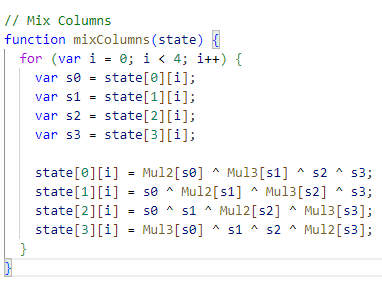 // Mix Columns
function mixColumns(state) {
  for (var i = 0; i < 4; i++) {
    var s0 = state[0][i];
    var s1 = state[1][i];
    var s2 = state[2][i];
    var s3 = state[3][i];

    state[0][i] = Mul2[s0] ^ Mul3[s1] ^ s2 ^ s3;
    state[1][i] = s0 ^ Mul2[s1] ^ Mul3[s2] ^ s3;
    state[2][i] = s0 ^ s1 ^ Mul2[s2] ^ Mul3[s3];
    state[3][i] = Mul3[s0] ^ s1 ^ s2 ^ Mul2[s3];
  }
}